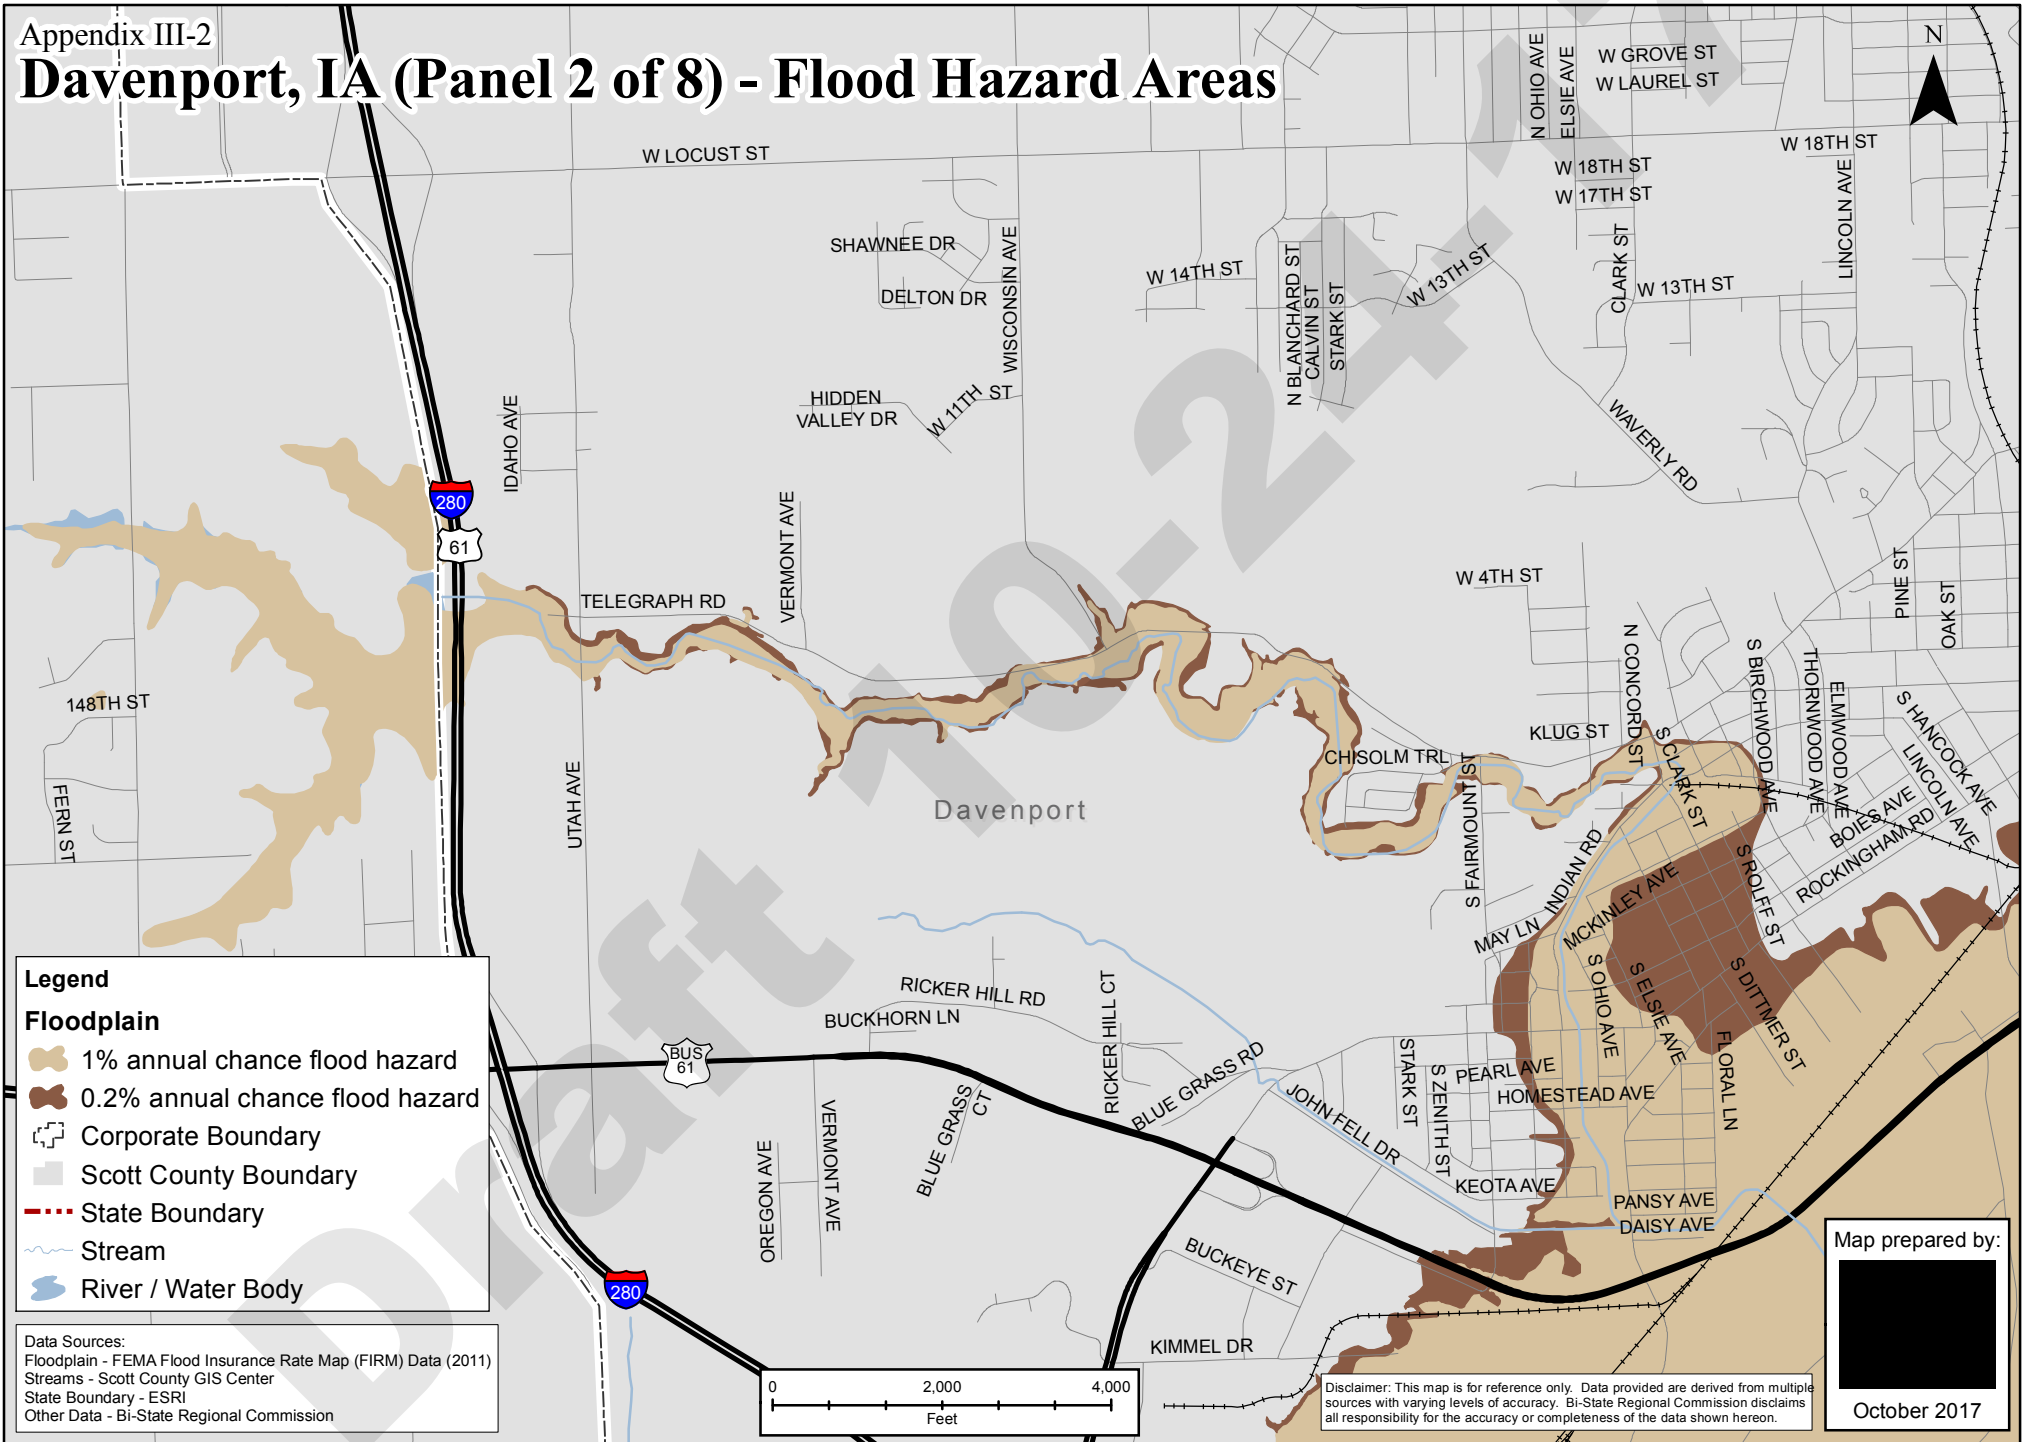 Appendix III-2
Davenport, IA (Panel 2 of 8) - Flood Hazard Areas
N
W GROVE ST
W LAUREL ST
N OHIO AVE
ELSIE AVE
W LOCUST ST
W 18TH ST
W 18TH ST
W 17TH ST
LINCOLN AVE
SHAWNEE DR
DELTON DR
WISCONSIN AVE
W 14TH ST
N BLANCHARD ST
CALVIN ST
STARK ST
W 13TH ST
CLARK ST
W 13TH ST
HIDDEN
VALLEY DR
W 11TH ST
IDAHO AVE
WAVERLY RD
280
61
VERMONT AVE
TELEGRAPH RD
W 4TH ST
PINE ST
OAK ST
N CONCORD ST
S BIRCHWOOD AVE
THORNWOOD AVE
ELMWOOD AVE
S HANCOCK AVE
LINCOLN AVE
148TH ST
FERN ST
UTAH AVE
KLUG ST
S CLARK ST
CHISOLM TRL
S FAIRMOUNT ST
Davenport
BOIES AVE
ROCKINGHAM RD
INDIAN RD
MCKINLEY AVE
S ROLFF ST
MAY LN
S OHIO AVE
S ELSIE AVE
S DITTMER ST
FLORAL LN
RICKER HILL RD
BUCKHORN LN
RICKER HILL CT
BUS
61
BLUE GRASS RD
BLUE GRASS
CT
JOHN FELL DR
STARK ST
S ZENITH ST
PEARL AVE
HOMESTEAD AVE
OREGON AVE
VERMONT AVE
KEOTA AVE
PANSY AVE
DAISY AVE
BUCKEYE ST
KIMMEL DR
280
Draft 10-24-17
Legend
Floodplain
1% annual chance flood hazard
0.2% annual chance flood hazard
Corporate Boundary
Scott County Boundary
State Boundary
Stream
River / Water Body
Data Sources:
Floodplain - FEMA Flood Insurance Rate Map (FIRM) Data (2011)
Streams - Scott County GIS Center
State Boundary - ESRI
Other Data - Bi-State Regional Commission
0 2,000 4,000
Feet
Disclaimer: This map is for reference only. Data provided are derived from multiple
sources with varying levels of accuracy. Bi-State Regional Commission disclaims
all responsibility for the accuracy or completeness of the data shown hereon.
Map prepared by:
October 2017